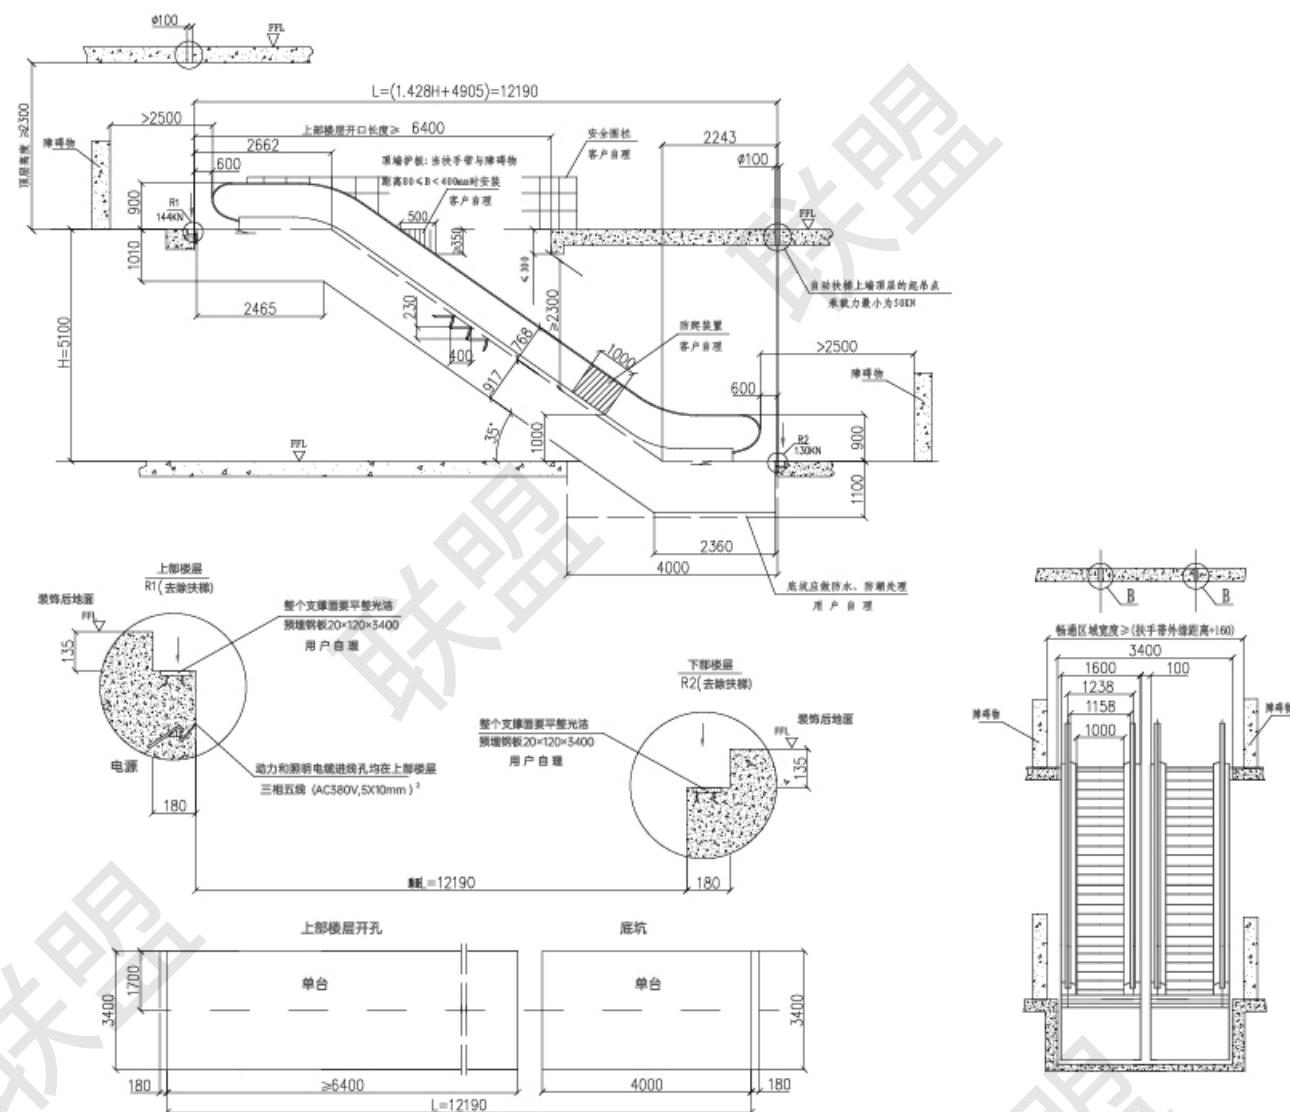 ø100
FFL
L=(1.428H+4905)=12190
>2500
上部楼层开口长度≥ 6400
安全围栏
客户自理
2243
ø100
障碍物
2662
600
顶端护板:当扶手带与障碍物
距离80≤B<400mm时安装
客户自理
顶层高度 ≥2300
900
R1
144KN
500
≥350
FFL
1010
≤300
自动扶梯上端顶层的起吊点
承载力最小为50KN
2465
230
400
≥2300
防爬装置
客户自理
H=5100
768
917
1000
>2500
障碍物
600
35°
1000
900
FFL
R2
130KN
1100
2360
4000
底坑应做防水、防潮处理
用户自理
上部楼层
R1(去除扶梯)
装饰后地面
FFL
135
整个支撑面要平整光洁
预埋钢板20×120×3400
用户自理
电源
动力和照明电缆进线孔均在上部楼层
三相五线 (AC380V,5X10mm )²
180
下部楼层
R2(去除扶梯)
整个支撑面要平整光洁
预埋钢板20×120×3400
用户自理
装饰后地面
FFL
135
L=12190
180
B
B
畅通区域宽度≥(扶手带外缘距离+160)
3400
1600
100
1238
1158
1000
障碍物
障碍物
上部楼层开孔
底坑
3400
1700
单台
单台
3400
180
≥6400
4000
180
L=12190
联盟
联盟
联盟